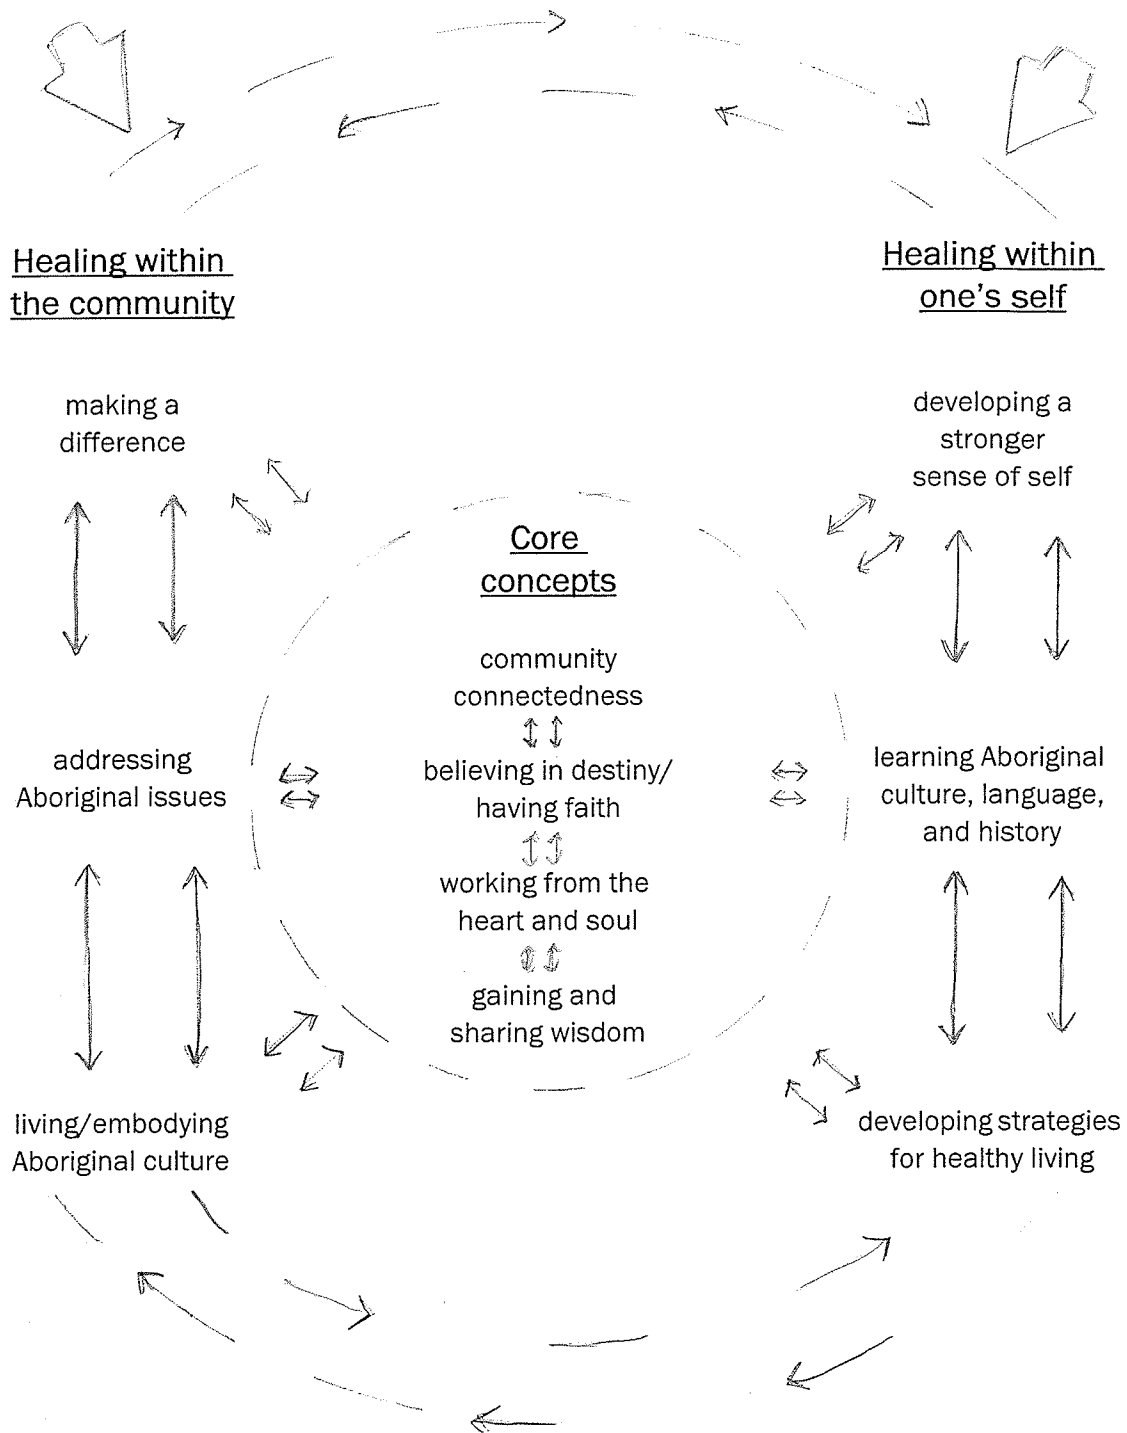 Healing within
the community
making a
difference
addressing
Aboriginal issues
living/embodying
Aboriginal culture
Core
concepts
community
connectedness
believing in destiny/
having faith
working from the
heart and soul
gaining and
sharing wisdom
Healing within
one's self
developing a
stronger
sense of self
learning Aboriginal
culture, language,
and history
developing strategies
for healthy living